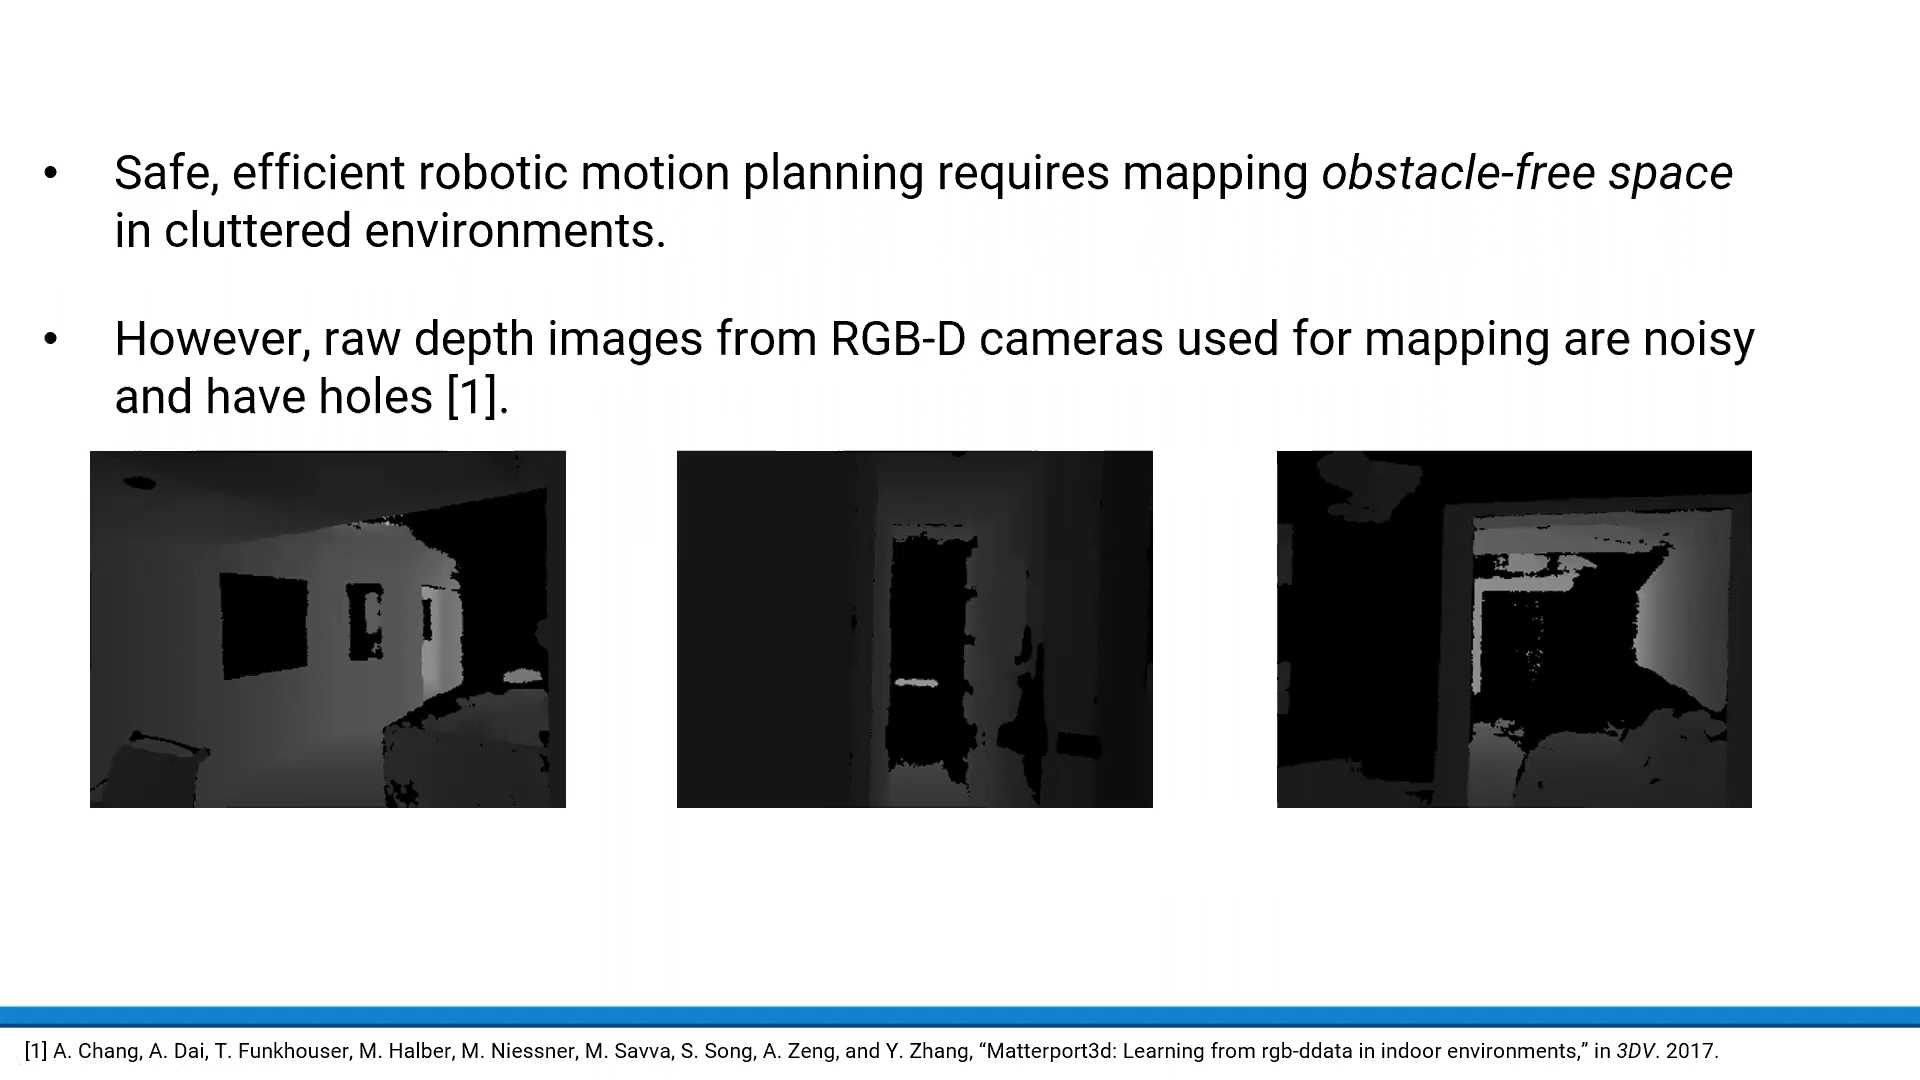 • Safe, efficient robotic motion planning requires mapping obstacle-free space
in cluttered environments.
• However, raw depth images from RGB-D cameras used for mapping are noisy
and have holes [1].
[1] A. Chang, A. Dai, T. Funkhouser, M. Halber, M. Niessner, M. Savva, S. Song, A. Zeng, and Y. Zhang, “Matterport3d: Learning from rgb-ddata in indoor environments,” in 3DV. 2017.